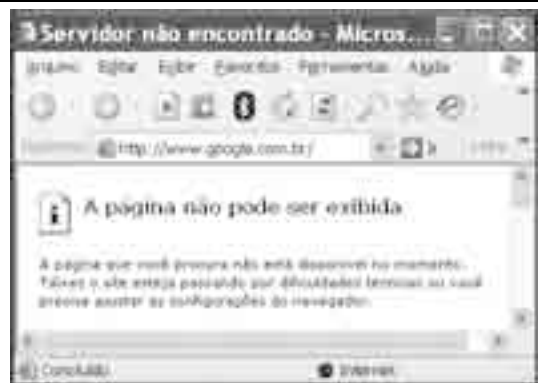 Servidor não encontrado - Micros...
Arquivo Editar Exibir Favoritos Ferramentas Ajuda
http://www.google.com.br/
A página não pode ser exibida
A página que você procura não está disponível no momento.
Talvez o site esteja passando por dificuldades técnicas ou você
precise ajustar as configurações do navegador.
Concluído Internet